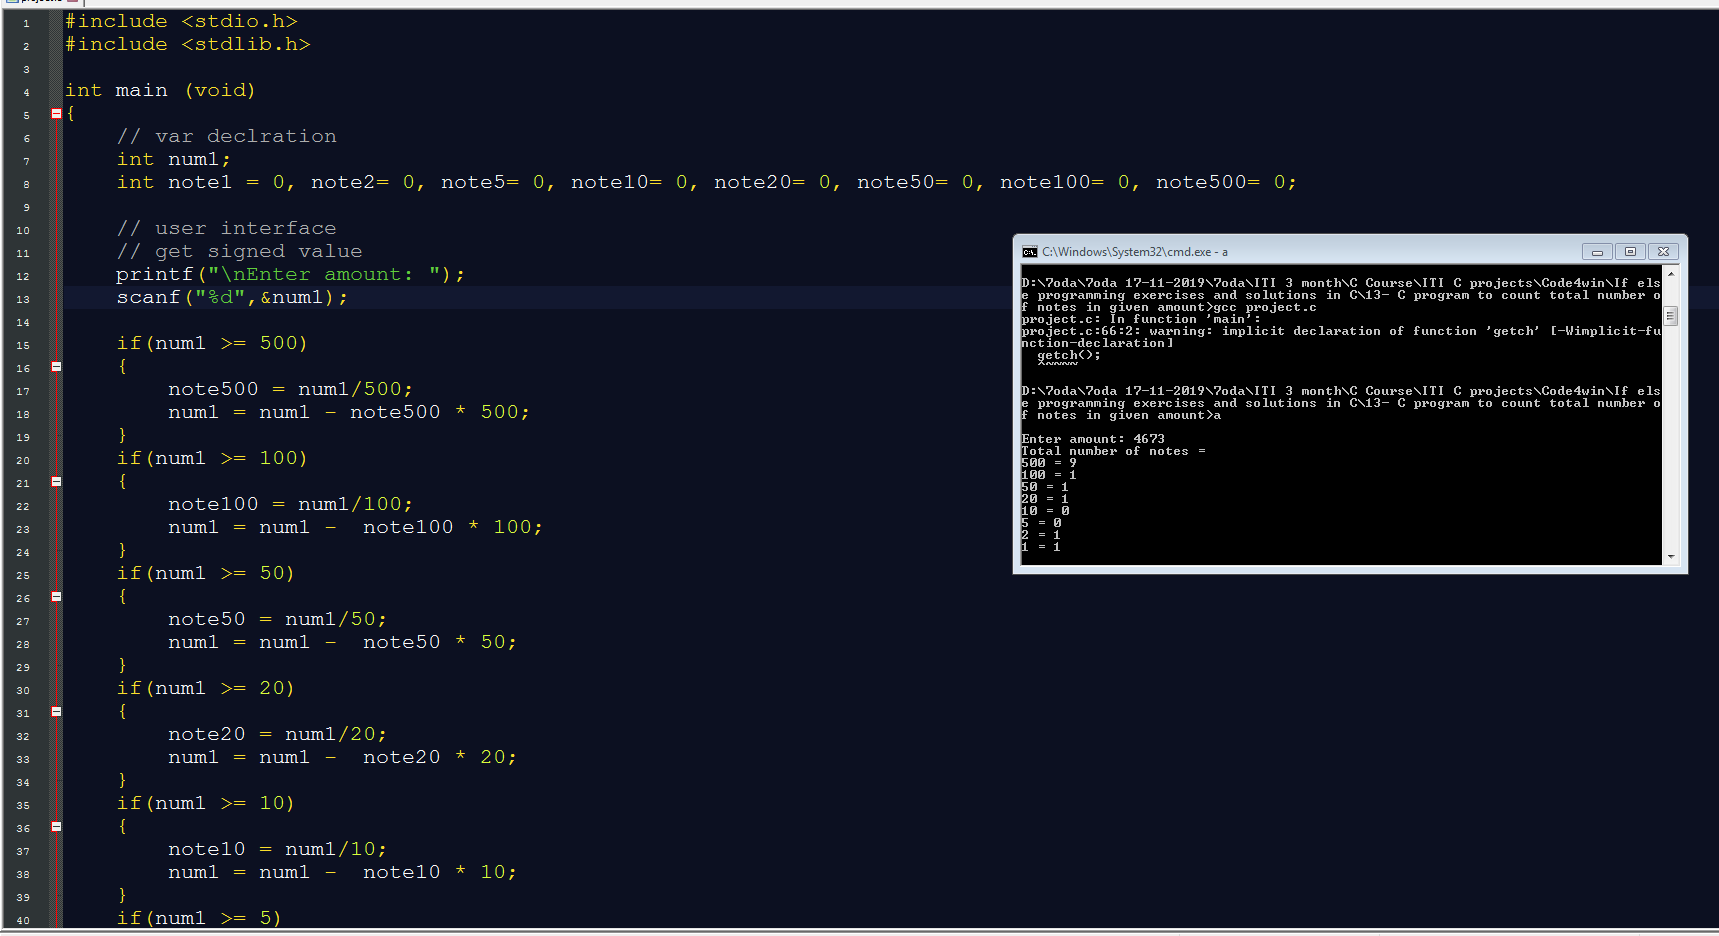 1 #include <stdio.h>
2 #include <stdlib.h>
3
4 int main (void)
5 {
6 // var declration
7 int num1;
8 int note1 = 0, note2= 0, note5= 0, note10= 0, note20= 0, note50= 0, note100= 0, note500= 0;
9
10 // user interface
11 // get signed value
12 printf("\nEnter amount: ");
13 scanf("%d",&num1);
14
15 if(num1 >= 500)
16 {
17 note500 = num1/500;
18 num1 = num1 - note500 * 500;
19 }
20 if(num1 >= 100)
21 {
22 note100 = num1/100;
23 num1 = num1 -  note100 * 100;
24 }
25 if(num1 >= 50)
26 {
27 note50 = num1/50;
28 num1 = num1 -  note50 * 50;
29 }
30 if(num1 >= 20)
31 {
32 note20 = num1/20;
33 num1 = num1 -  note20 * 20;
34 }
35 if(num1 >= 10)
36 {
37 note10 = num1/10;
38 num1 = num1 -  note10 * 10;
39 }
40 if(num1 >= 5)
C:\Windows\System32\cmd.exe - a
D:\7oda\7oda 17-11-2019\7oda\ITI 3 month\C Course\ITI C projects\Code4win\If els
e programming exercises and solutions in C\13- C program to count total number o
f notes in given amount>gcc project.c
project.c: In function 'main':
project.c:66:2: warning: implicit declaration of function 'getch' [-Wimplicit-fu
nction-declaration]
getch();
^~~~~
D:\7oda\7oda 17-11-2019\7oda\ITI 3 month\C Course\ITI C projects\Code4win\If els
e programming exercises and solutions in C\13- C program to count total number o
f notes in given amount>a
Enter amount: 4673
Total number of notes =
500 = 9
100 = 1
50 = 1
20 = 1
10 = 0
5 = 0
2 = 1
1 = 1